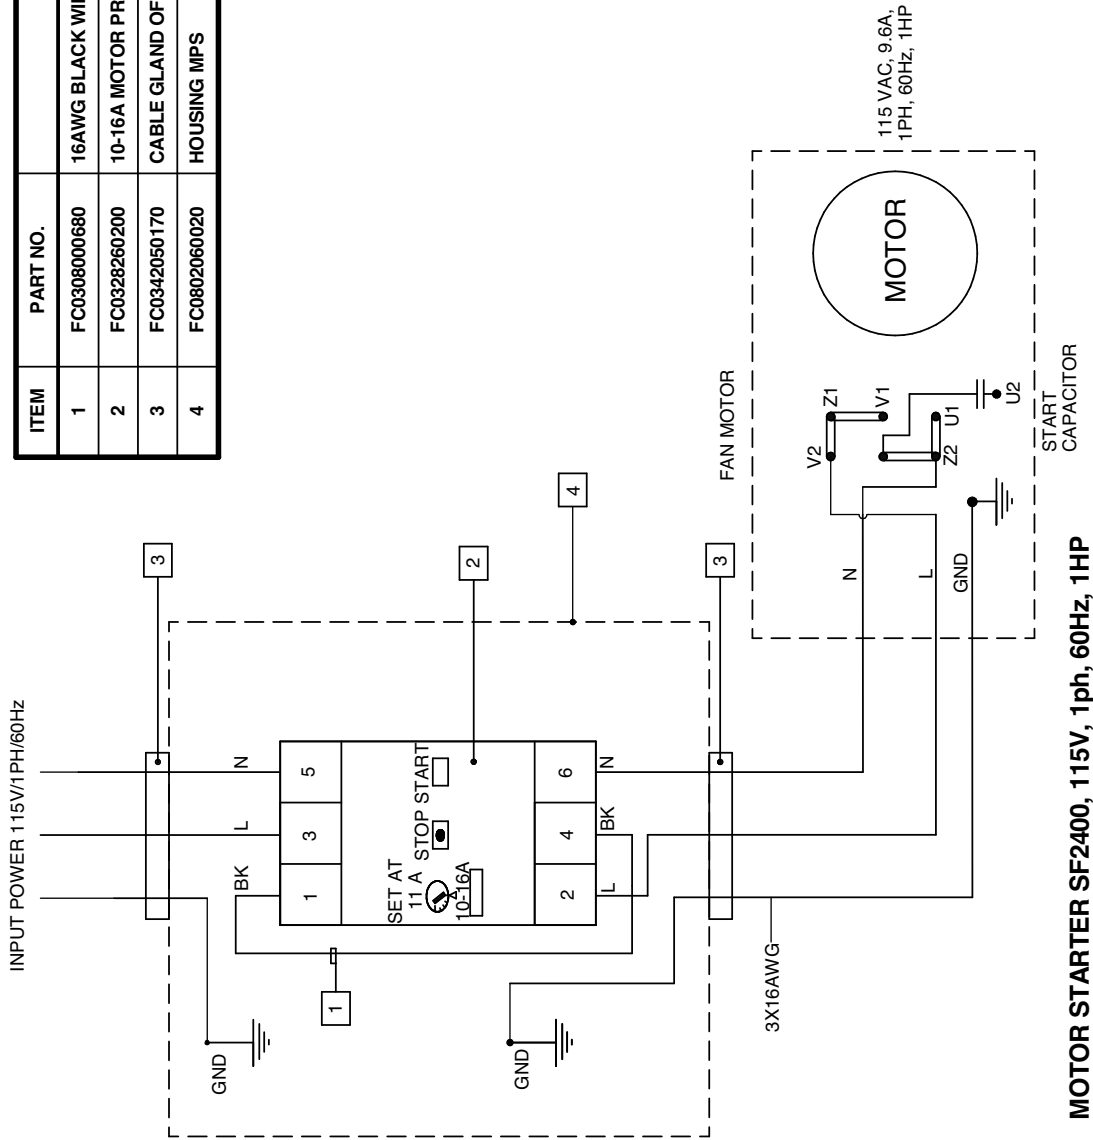 ITEM PART NO.
1 FC0308000680 16AWG BLACK
2 FC0328260200 10-16A MOTOR
3 FC0342050170 CABLE GLAND OF
4 FC0802060020 HOUSING MPS
INPUT POWER 115V/1PH/60Hz
3
GND
BK
L
N
1
3
5
1
SET AT
11 A
STOP
START
10-16A
2
4
2
4
6
L
BK
N
GND
3
3X16AWG
FAN MOTOR
N
L
GND
V2
Z1
V1
Z2
U1
U2
START
CAPACITOR
MOTOR
115 VAC, 9.6A,
1PH, 60Hz, 1HP
MOTOR STARTER SF2400, 115V, 1ph, 60Hz, 1HP